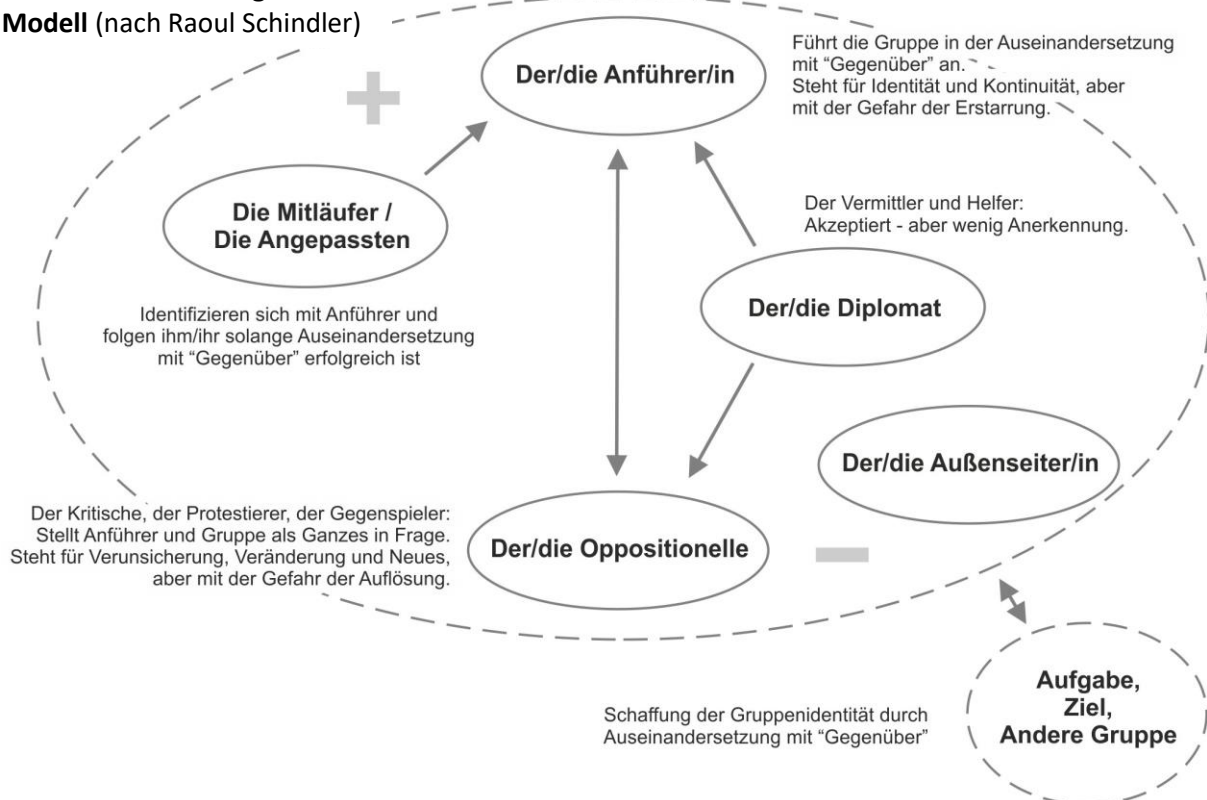 Modell (nach Raoul Schindler)
Der/die Anführer/in
Führt die Gruppe in der Auseinandersetzung
mit “Gegenüber” an.
Steht für Identität und Kontinuität, aber
mit der Gefahr der Erstarrung.
Die Mitläufer /
Die Angepassten
Der Vermittler und Helfer:
Akzeptiert - aber wenig Anerkennung.
Der/die Diplomat
Identifizieren sich mit Anführer und
folgen ihm/ihr solange Auseinandersetzung
mit “Gegenüber” erfolgreich ist
Der/die Außenseiter/in
Der Kritische, der Protestierer, der Gegenspieler:
Stellt Anführer und Gruppe als Ganzes in Frage.
Steht für Verunsicherung, Veränderung und Neues,
aber mit der Gefahr der Auflösung.
Der/die Oppositionelle
Aufgabe,
Ziel,
Andere Gruppe
Schaffung der Gruppenidentität durch
Auseinandersetzung mit “Gegenüber”